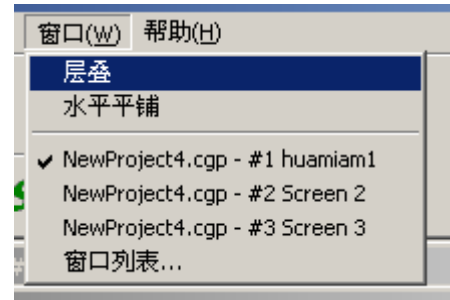 窗口(W) 帮助(H)
层叠
水平平铺
NewProject4.cgp - #1 huamiam1
NewProject4.cgp - #2 Screen 2
NewProject4.cgp - #3 Screen 3
窗口列表...